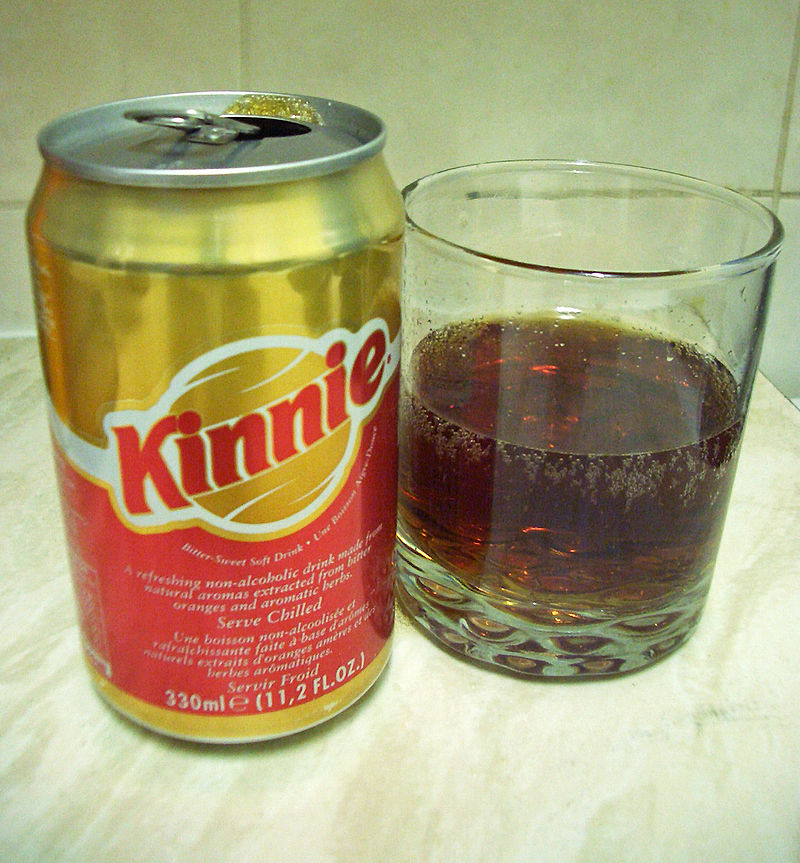 Kinnie.
Bitter-Sweet Soft Drink • Une Boisson Aigre-Douce
A refreshing non-alcoholic drink made from
natural aromas extracted from bitter
oranges and aromatic herbs.
Serve Chilled
Une boisson non-alcoolisée et
rafraîchissante faite à base d'arômes
naturels extraits d'oranges amères et des
herbes arômatiques.
Servir Froid
330ml ℮ (11,2 FL.OZ.)